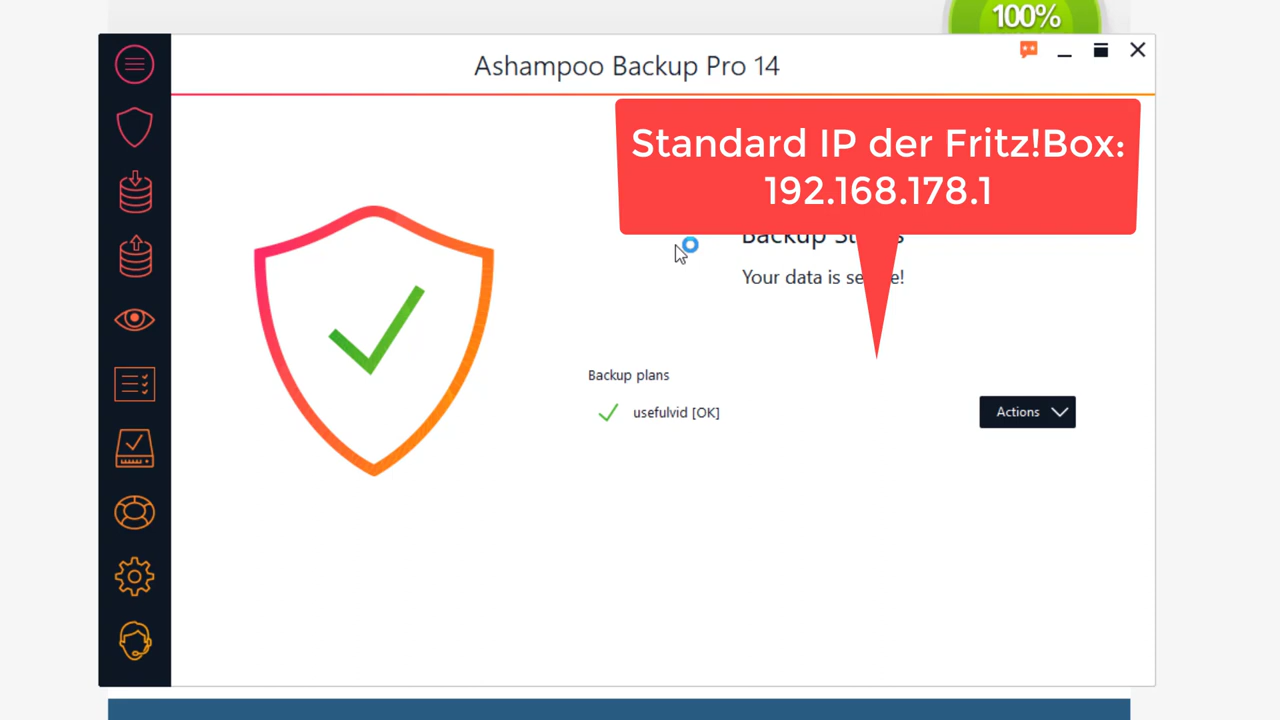 100%
Ashampoo Backup Pro 14
Standard IP der Fritz!Box:
192.168.178.1
Backup
Your data is
Backup plans
usefulvid [OK]
Actions